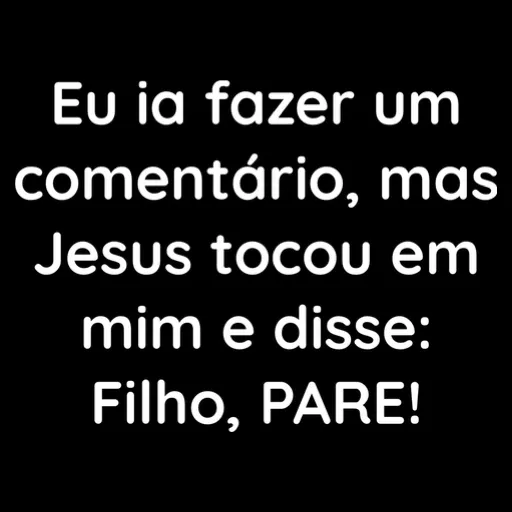 Eu ia fazer um
comentário, mas
Jesus tocou em
mim e disse:
Filho, PARE!